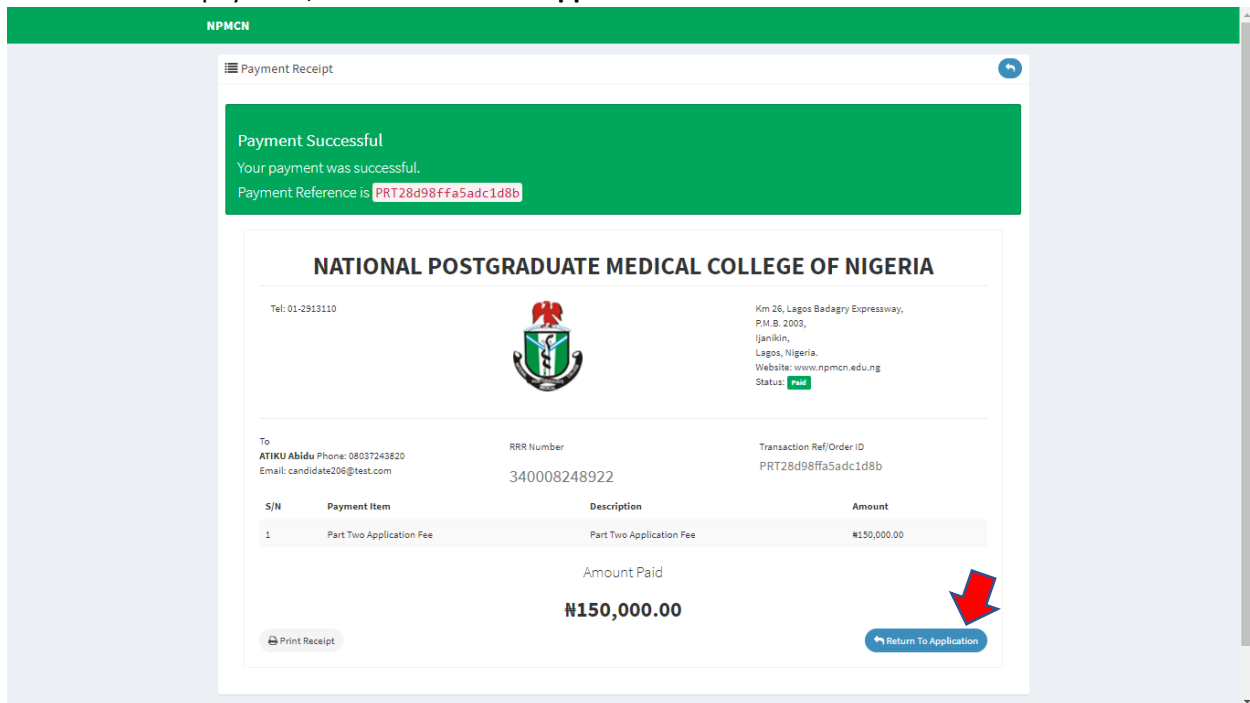 NPMCN
Payment Receipt
Payment Successful
Your payment was successful.
Payment Reference is PRT28d98ffa5adc1d8b
NATIONAL POSTGRADUATE MEDICAL COLLEGE OF NIGERIA
Tel: 01-2913110
Km 26, Lagos Badagry Expressway,
P.M.B. 2003,
Ijanikin,
Lagos, Nigeria.
Website: www.npmcn.edu.ng
Status: Paid
To
ATIKU Abidu Phone: 08037243820
Email: candidate206@test.com
RRR Number
340008248922
Transaction Ref/Order ID
PRT28d98ffa5adc1d8b
S/N Payment Item Description Amount
1 Part Two Application Fee Part Two Application Fee ₦150,000.00
Amount Paid
₦150,000.00
Print Receipt
Return To Application